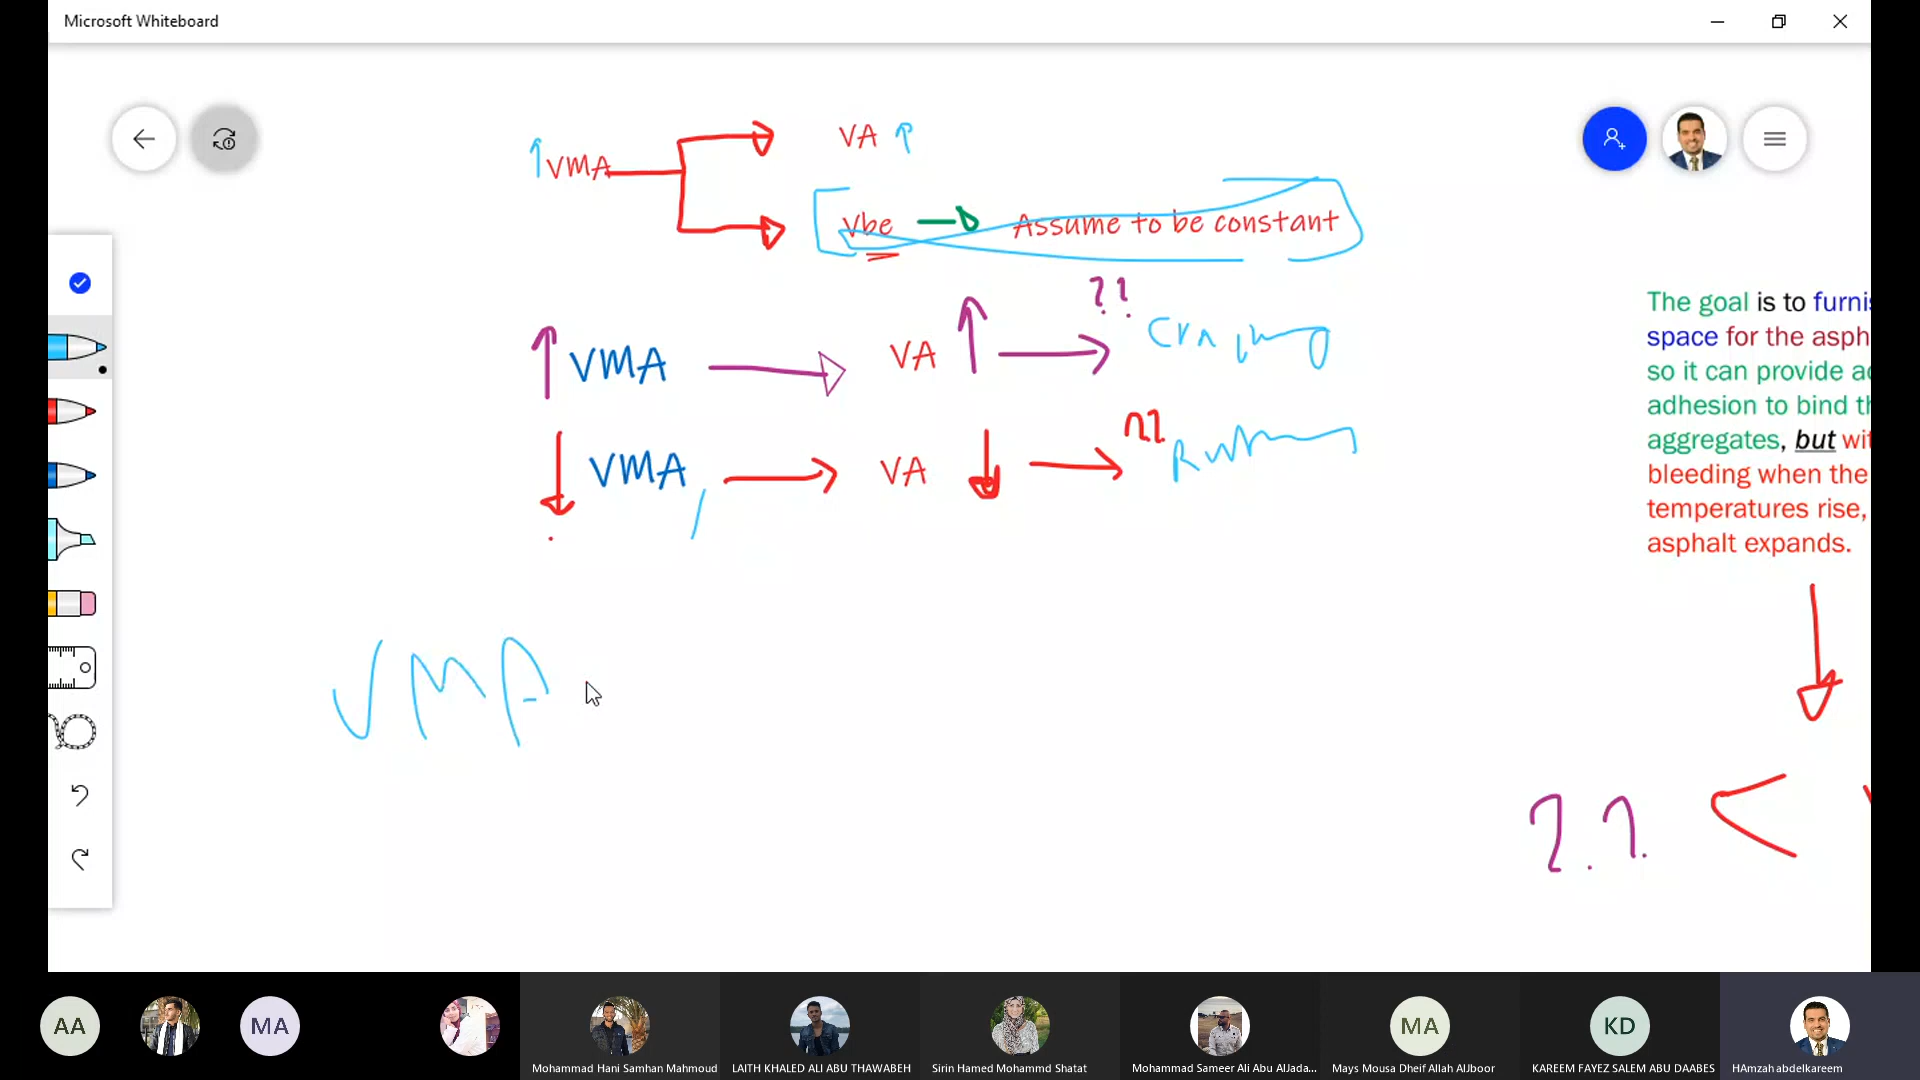 Microsoft Whiteboard
↑VMA
VA ↑
Vbe → Assume to be constant
↑ VMA → VA ↑ → ??
↓ VMA → VA ↓ → ??
VMA
The goal is to furni
space for the asph
so it can provide a
adhesion to bind t
aggregates, but wi
bleeding when the
temperatures rise,
asphalt expands.
?.?. <
AA
MA
MA
KD
Mohammad Hani Samhan Mahmoud
LAITH KHALED ALI ABU THAWABEH
Sirin Hamed Mohammd Shatat
Mohammad Sameer Ali Abu AlJada...
Mays Mousa Dheif Allah AlJboor
KAREEM FAYEZ SALEM ABU DAABES
HAmzah abdelkareem